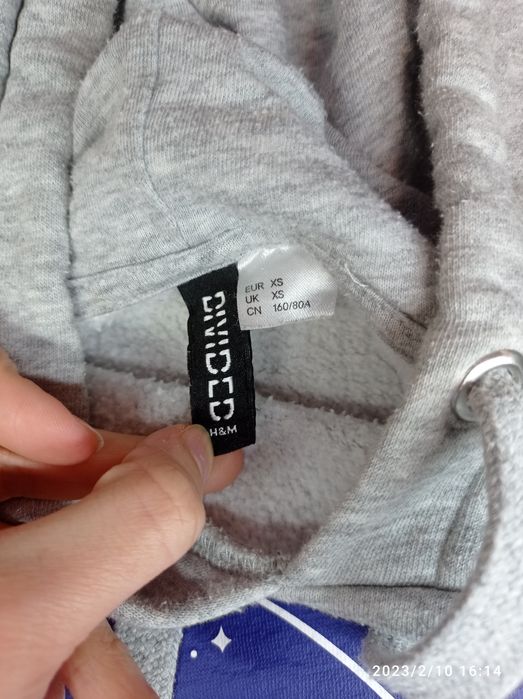 EUR XS
UK XS
CN 160/80A
DIVIDED
H&M
2023/2/10 16:14